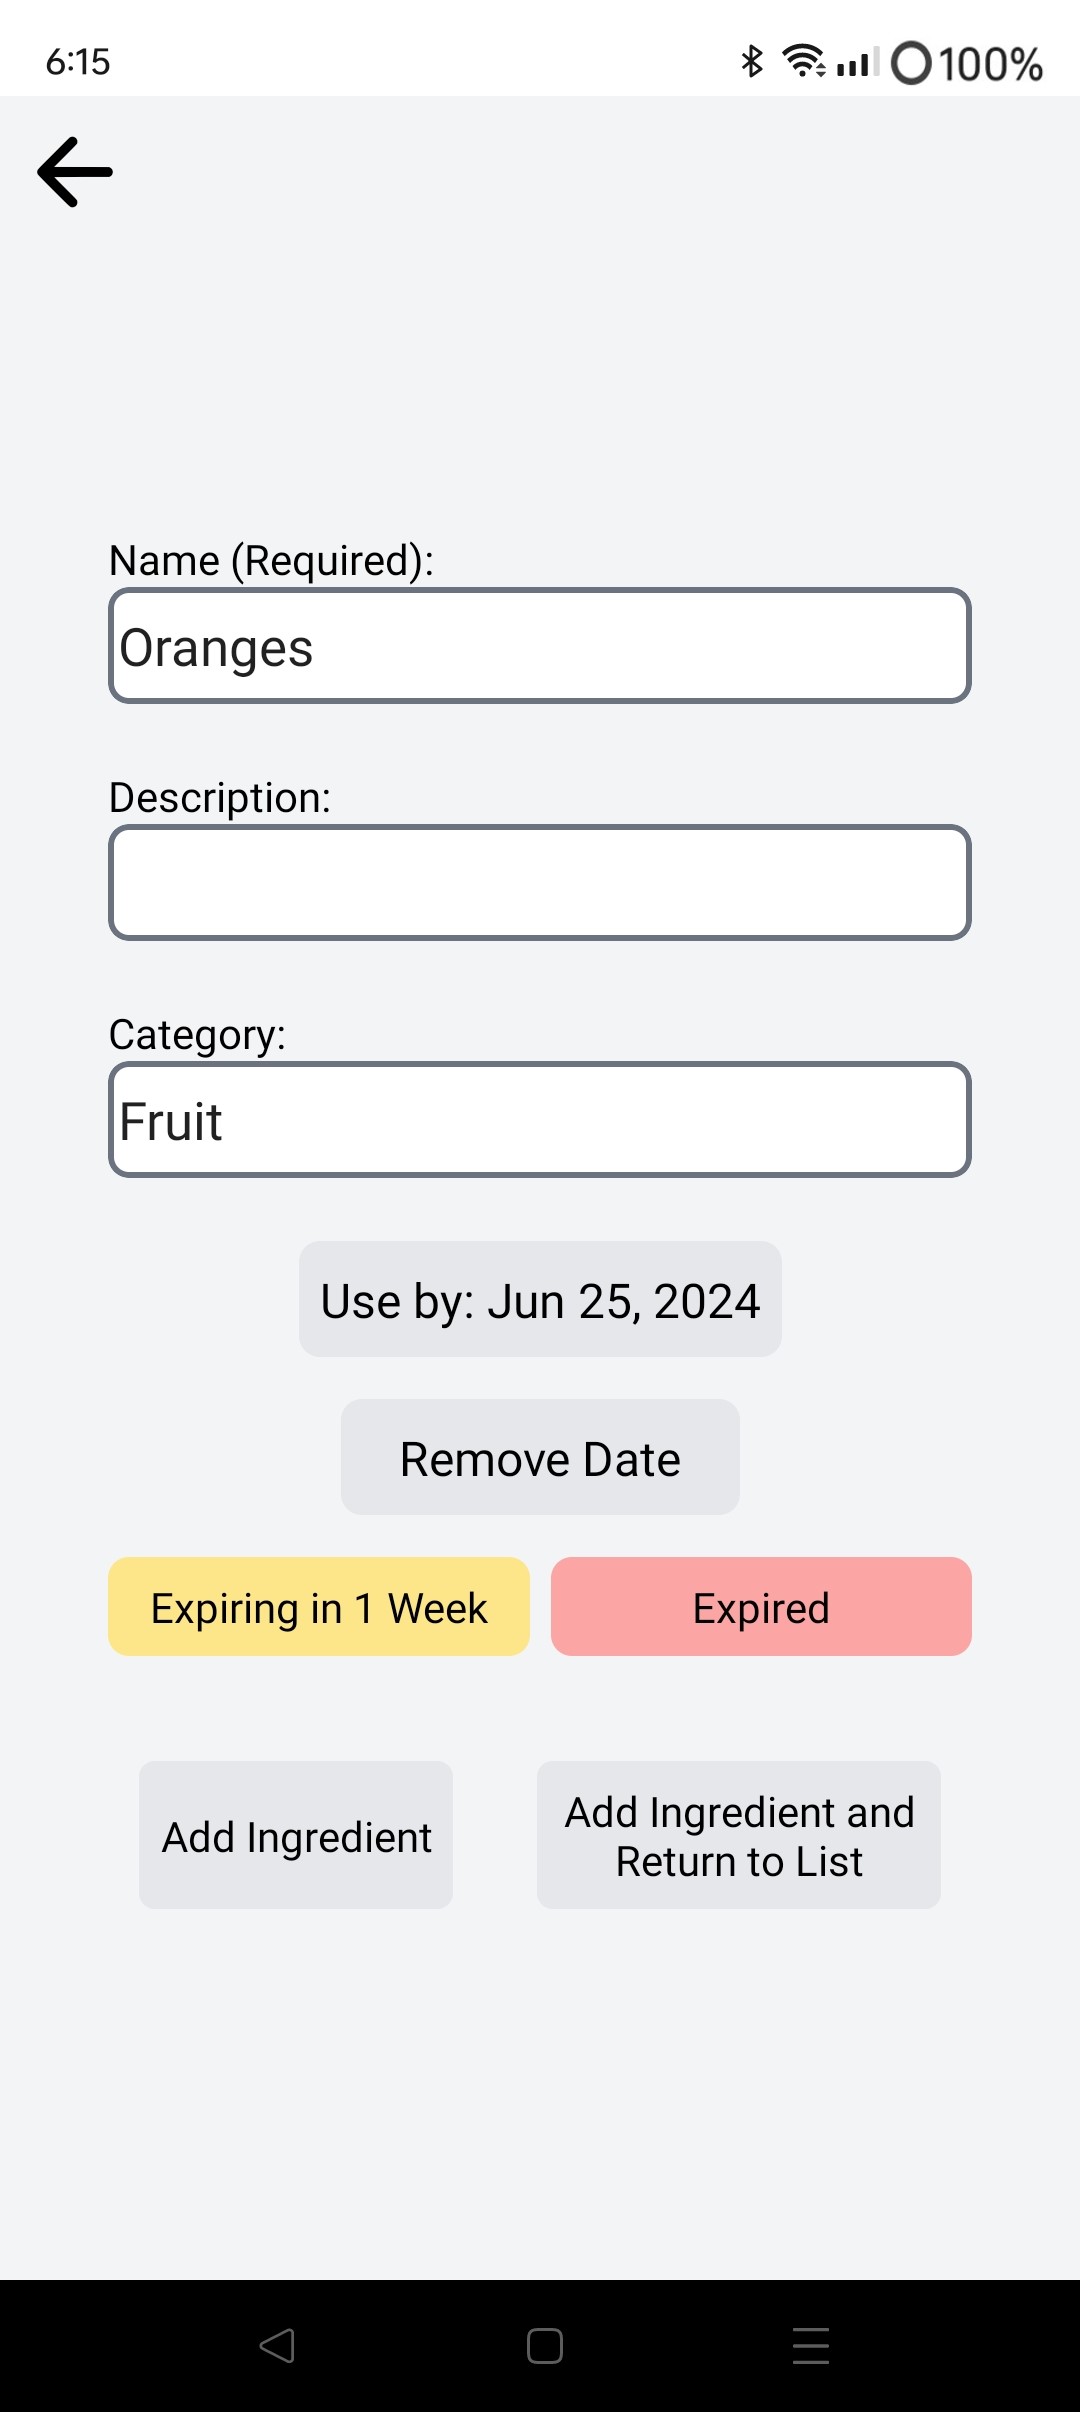 6:15 100%
Name (Required):
Oranges
Description:
Category:
Fruit
Use by: Jun 25, 2024
Remove Date
Expiring in 1 Week
Expired
Add Ingredient
Add Ingredient and
Return to List